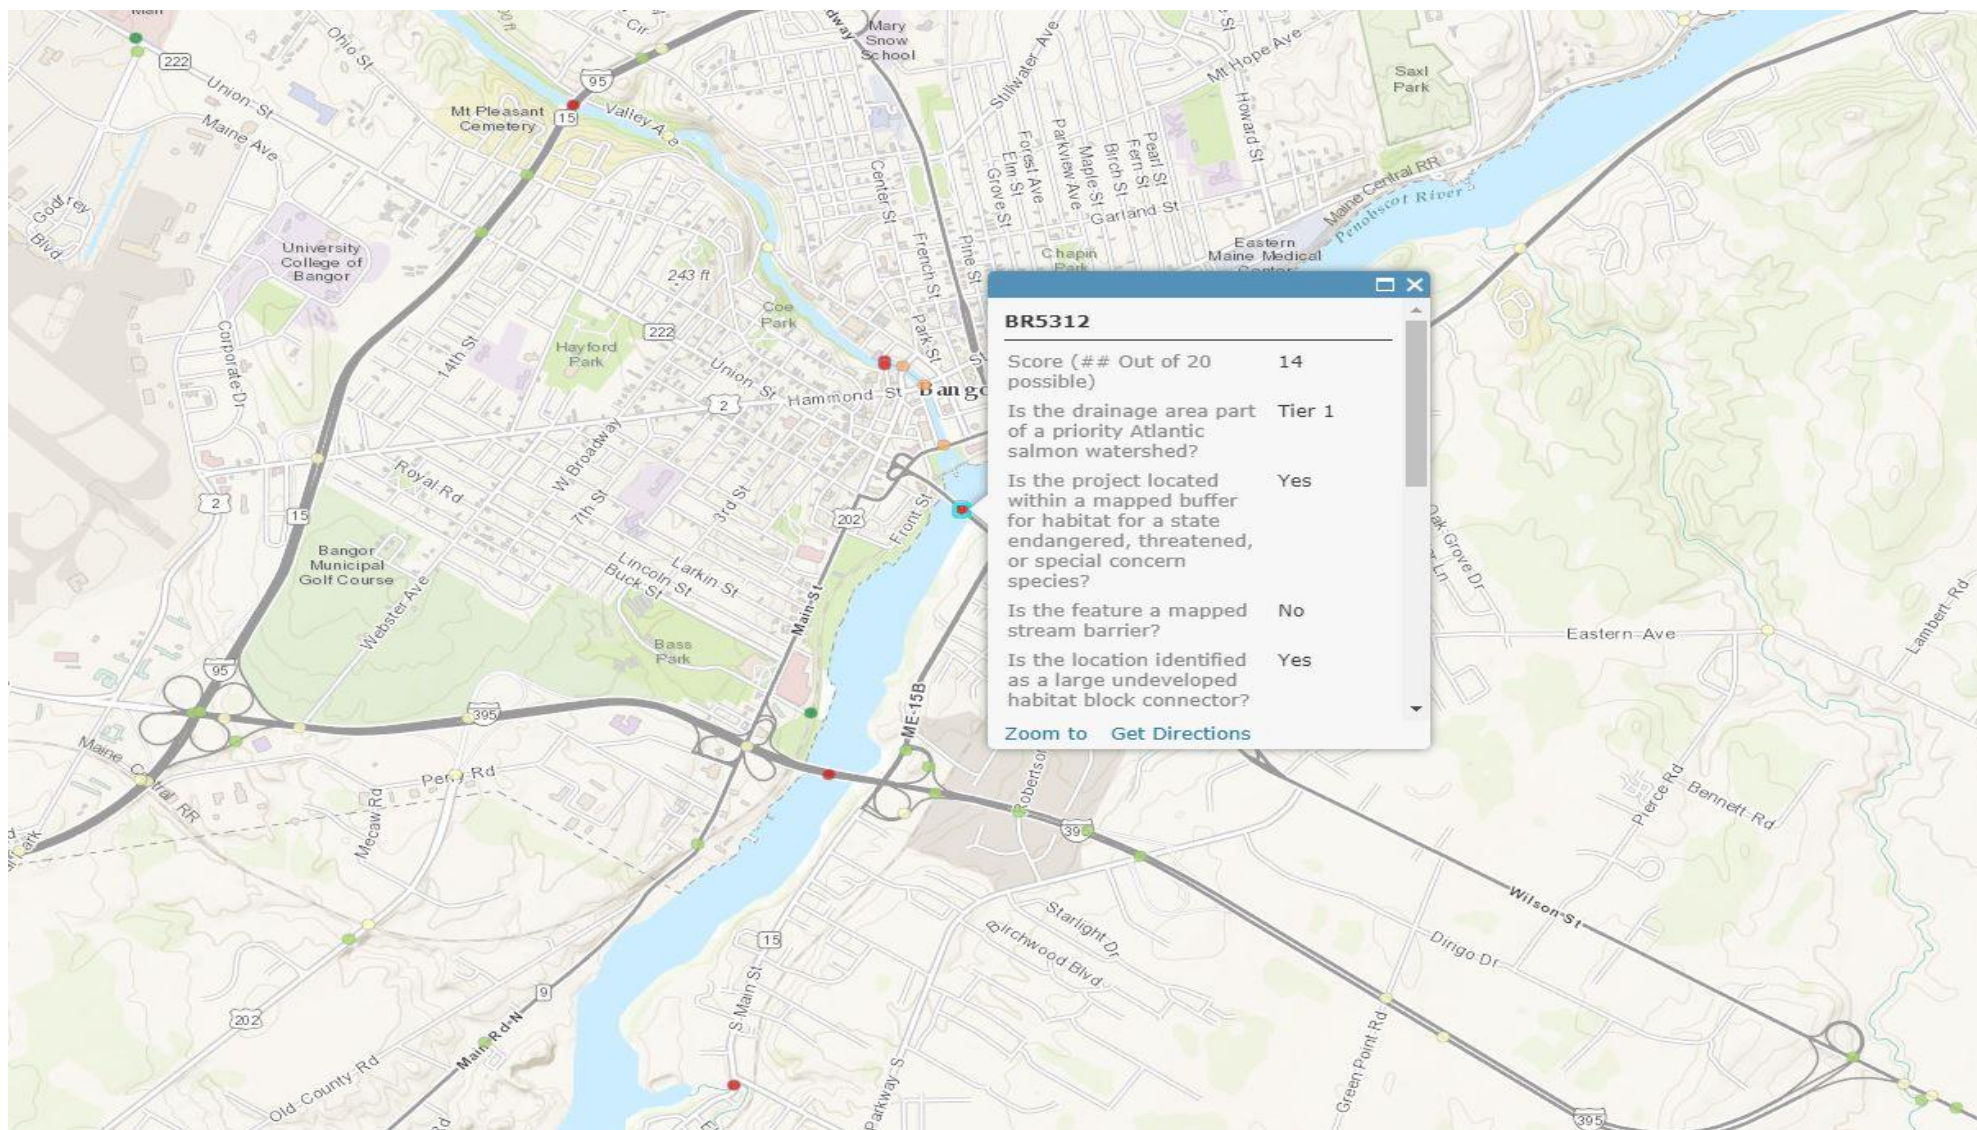 Man
222
Union St
Maine Ave
Ohio St
Cir
95
15
Mt Pleasant
Cemetery
Valley Ave
Mary
Snow
School
Stillwater Ave
Mt Hope Ave
Howard St
Saxl
Park
Godfrey
Blvd
University
College of
Bangor
Corporate Dr
14th St
243 ft
Coe
Park
222
Hayford
Park
Union St
Hammond St
2
Center St
French St
Park St
Pine St
Grove St
Elm St
Forest Ave
Parkview Ave
Maple St
Birch St
Fern St
Pearl St
Garland St
Chapin
Park
Maine Central RR
Penobscot River
Eastern
Maine Medical
Center
Bango
BR5312
Score (## Out of 20
possible)
14
Is the drainage area part
of a priority Atlantic
salmon watershed?
Tier 1
Is the project located
within a mapped buffer
for habitat for a state
endangered, threatened,
or special concern
species?
Yes
Is the feature a mapped
stream barrier?
No
Is the location identified
as a large undeveloped
habitat block connector?
Yes
Zoom to
Get Directions
Royal Rd
W Broadway
7th St
3rd St
2
15
202
Front St
Bangor
Municipal
Golf Course
Webster Ave
Lincoln St
Buck St
Larkin St
Main St
Bass
Park
ME-15B
95
395
Oak Grove Dr
Eastern Ave
Lambert Rd
Maine Central RR
Perry Rd
Mecaw Rd
395
Pierce Rd
Bennett Rd
Wilson St
Dirigo Dr
Starlight Dr
Birchwood Blvd
15
S Main St
9
202
Main Rd N
Old County Rd
Parkway S
Green Point Rd
395